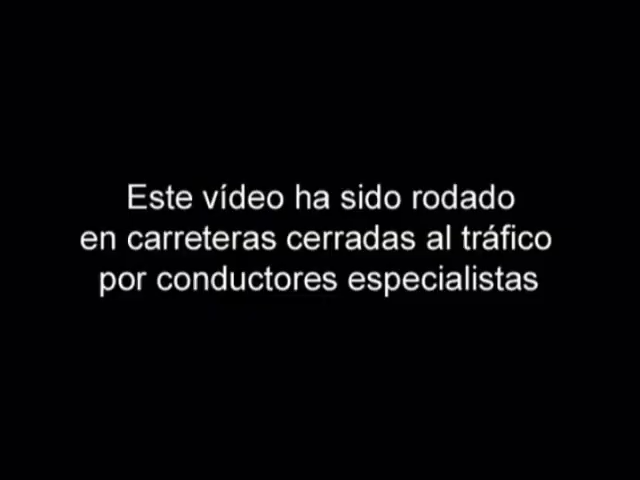 Este vídeo ha sido rodado
en carreteras cerradas al tráfico
por conductores especialistas